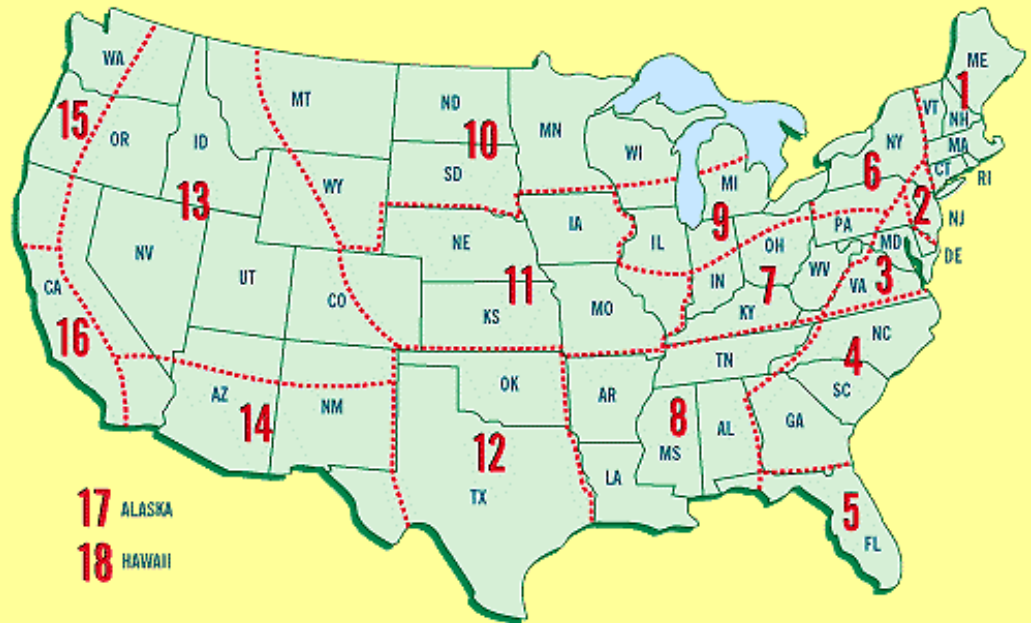 WA
MT
ND
MN
ME
1
VT
NH
15
OR
ID
10
WI
NY
MA
CT
RI
SD
WY
MI
6
13
9
2
NJ
NE
IA
IL
OH
PA
MD
DE
NV
UT
CO
11
IN
7
WV
VA
3
CA
KS
MO
KY
16
NC
TN
4
AZ
NM
OK
AR
SC
14
12
8
AL
GA
MS
TX
LA
17 ALASKA
5
FL
18 HAWAII